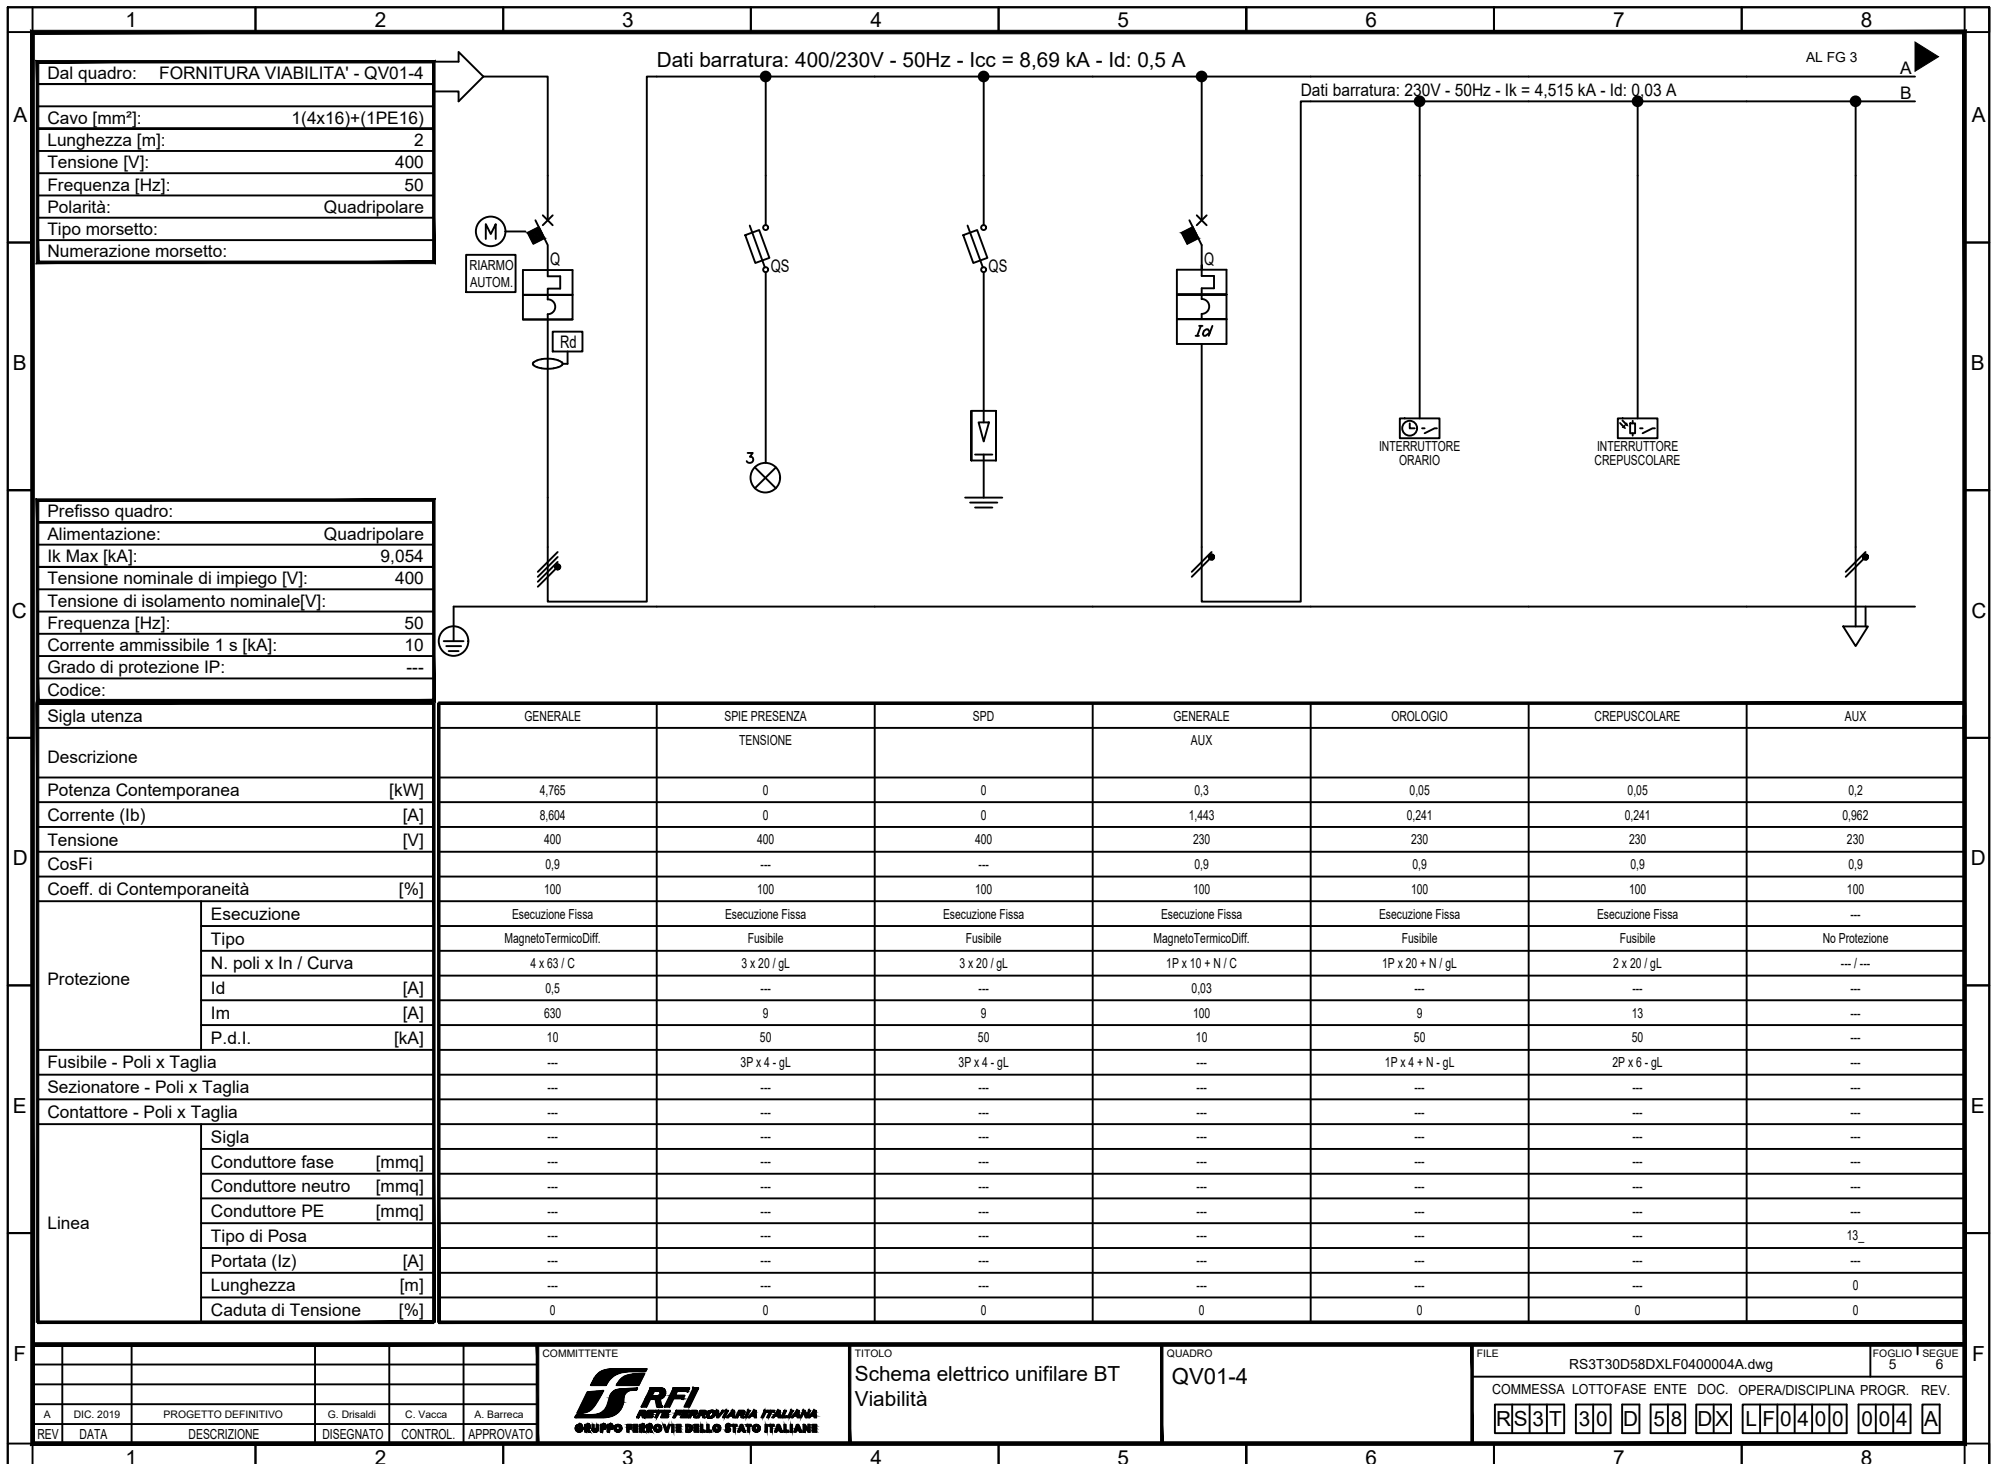 1 2 3 4 5 6 7 8
Dal quadro: FORNITURA VIABILITA' - QV01-4
Cavo [mm²]: 1(4x16)+(1PE16)
Lunghezza [m]: 2
Tensione [V]: 400
Frequenza [Hz]: 50
Polarità: Quadripolare
Tipo morsetto:
Numerazione morsetto:
Dati barratura: 400/230V - 50Hz - Icc = 8,69 kA - Id: 0,5 A
AL FG 3
A
Dati barratura: 230V - 50Hz - Ik = 4,515 kA - Id: 0,03 A
B
A A
M
RIARMO
AUTOM.
Q
Rd
QS
QS
Q
Id
3
INTERRUTTORE
ORARIO
INTERRUTTORE
CREPUSCOLARE
B B
Prefisso quadro:
Alimentazione: Quadripolare
Ik Max [kA]: 9,054
Tensione nominale di impiego [V]: 400
Tensione di isolamento nominale[V]:
Frequenza [Hz]: 50
Corrente ammissibile 1 s [kA]: 10
Grado di protezione IP: ---
Codice:
C C
Sigla utenza GENERALE SPIE PRESENZA SPD GENERALE OROLOGIO CREPUSCOLARE AUX
Descrizione TENSIONE AUX
Potenza Contemporanea [kW] 4,765 0 0 0,3 0,05 0,05 0,2
Corrente (Ib) [A] 8,604 0 0 1,443 0,241 0,241 0,962
Tensione [V] 400 400 400 230 230 230 230
CosFi 0,9 --- --- 0,9 0,9 0,9 0,9
Coeff. di Contemporaneità [%] 100 100 100 100 100 100 100
D D
Protezione
Esecuzione Esecuzione Fissa Esecuzione Fissa Esecuzione Fissa Esecuzione Fissa Esecuzione Fissa Esecuzione Fissa ---
Tipo MagnetoTermicoDiff. Fusibile Fusibile MagnetoTermicoDiff. Fusibile Fusibile No Protezione
N. poli x In / Curva 4 x 63 / C 3 x 20 / gL 3 x 20 / gL 1P x 10 + N / C 1P x 20 + N / gL 2 x 20 / gL --- / ---
Id [A] 0,5 --- --- 0,03 --- --- ---
Im [A] 630 9 9 100 9 13 ---
P.d.I. [kA] 10 50 50 10 50 50 ---
Fusibile - Poli x Taglia --- 3P x 4 - gL 3P x 4 - gL --- 1P x 4 + N - gL 2P x 6 - gL ---
Sezionatore - Poli x Taglia --- --- --- --- --- --- ---
Contattore - Poli x Taglia --- --- --- --- --- --- ---
E E
Linea
Sigla --- --- --- --- --- --- ---
Conduttore fase [mmq] --- --- --- --- --- --- ---
Conduttore neutro [mmq] --- --- --- --- --- --- ---
Conduttore PE [mmq] --- --- --- --- --- --- ---
Tipo di Posa --- --- --- --- --- --- 13_
Portata (Iz) [A] --- --- --- --- --- --- ---
Lunghezza [m] --- --- --- --- --- --- 0
Caduta di Tensione [%] 0 0 0 0 0 0 0
F F
A DIC. 2019 PROGETTO DEFINITIVO G. Drisaldi C. Vacca A. Barreca
REV DATA DESCRIZIONE DISEGNATO CONTROL. APPROVATO
COMMITTENTE
RFI
RETE FERROVIARIA ITALIANA
GRUPPO FERROVIE DELLO STATO ITALIANE
TITOLO
Schema elettrico unifilare BT
Viabilità
QUADRO
QV01-4
FILE
RS3T30D58DXLF0400004A.dwg
FOGLIO SEGUE
5 6
COMMESSA LOTTO FASE ENTE DOC. OPERA/DISCIPLINA PROGR. REV.
RS3T 30 D 58 DX LF0400 004 A
1 2 3 4 5 6 7 8